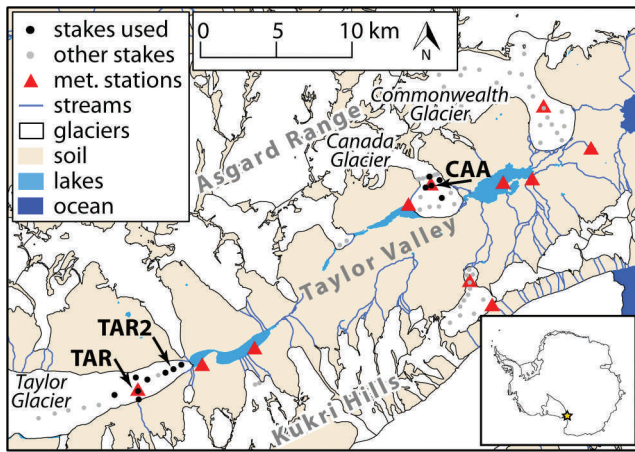 stakes used
other stakes
met. stations
streams
glaciers
soil
lakes
ocean
0 5 10 km
N
Commonwealth
Glacier
Asgard Range
Canada
Glacier
CAA
Taylor Valley
TAR2
TAR
Taylor
Glacier
Kukri Hills